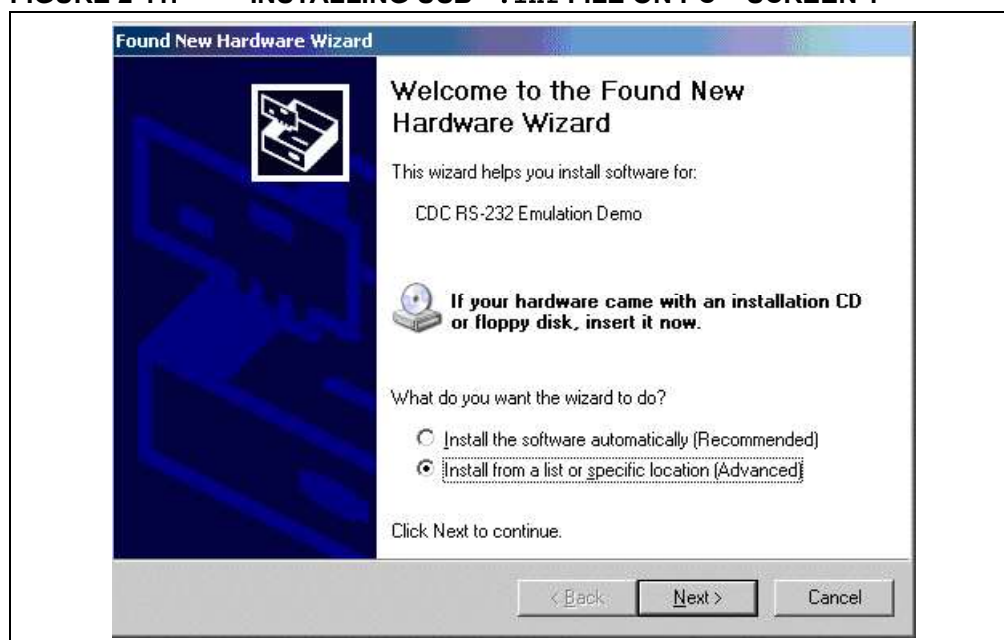 Found New Hardware Wizard
Welcome to the Found New
Hardware Wizard
This wizard helps you install software for:
CDC RS-232 Emulation Demo
If your hardware came with an installation CD
or floppy disk, insert it now.
What do you want the wizard to do?
Install the software automatically (Recommended)
Install from a list or specific location (Advanced)
Click Next to continue.
< Back
Next >
Cancel